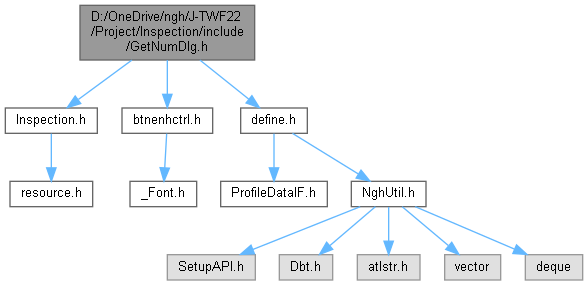 D:/OneDrive/ngh/J-TWF22
/Project/Inspection/include
/GetNumDlg.h
Inspection.h
btnenhctrl.h
define.h
resource.h
_Font.h
ProfileDataIF.h
NghUtil.h
SetupAPI.h
Dbt.h
atlstr.h
vector
deque